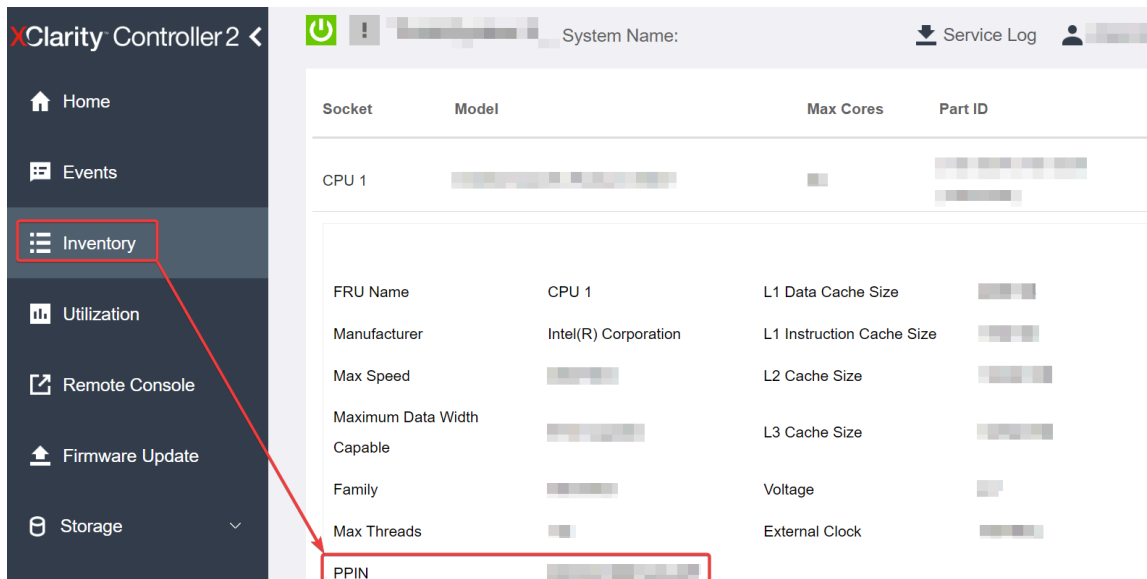 XClarity Controller 2
System Name:
Service Log
Home
Events
Inventory
Utilization
Remote Console
Firmware Update
Storage
Socket Model Max Cores Part ID
CPU 1
FRU Name CPU 1 L1 Data Cache Size
Manufacturer Intel(R) Corporation L1 Instruction Cache Size
Max Speed L2 Cache Size
Maximum Data Width
Capable
L3 Cache Size
Family Voltage
Max Threads External Clock
PPIN